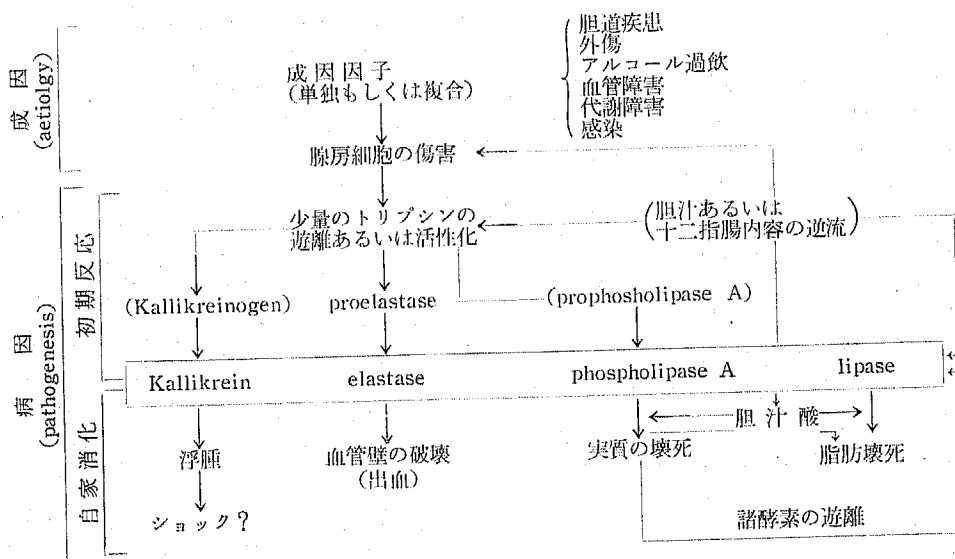 成因
(aetiolgy)
成因因子
(単独もしくは複合)
胆道疾患
外傷
アルコール過飲
血管障害
代謝障害
感染
腺房細胞の傷害
病因
(pathogenesis)
初期反応
少量のトリプシンの
遊離あるいは活性化
(胆汁あるいは
十二指腸内容の逆流)
(Kallikreinogen)
proelastase
(prophosholipase A)
Kallikrein
elastase
phospholipase A
lipase
自家消化
胆汁酸
浮腫
血管壁の破壊
(出血)
実質の壊死
脂肪壊死
ショック?
諸酵素の遊離